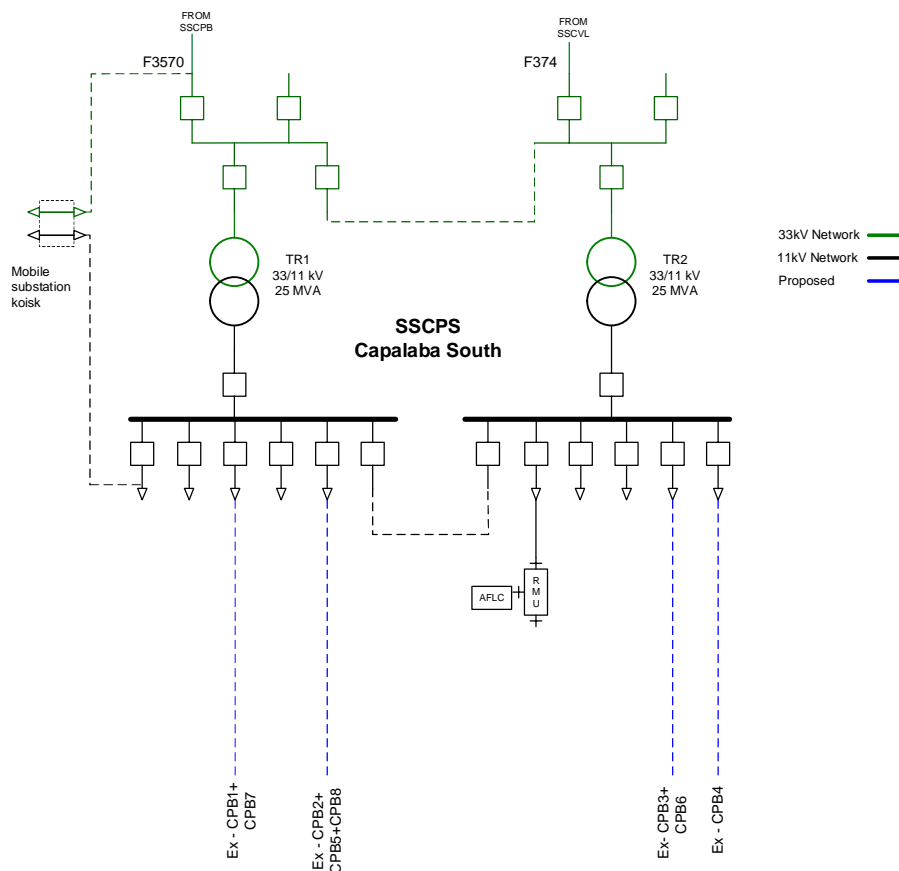 FROM
SSCPB
FROM
SSCVL
F3570
F374
Mobile
substation
koisk
TR1
33/11 kV
25 MVA
TR2
33/11 kV
25 MVA
33kV Network
11kV Network
Proposed
SSCPS
Capalaba South
AFLC
R
M
U
Ex - CPB1+
CPB7
Ex - CPB2+
CPB5+CPB8
Ex- CPB3+
CPB6
Ex - CPB4